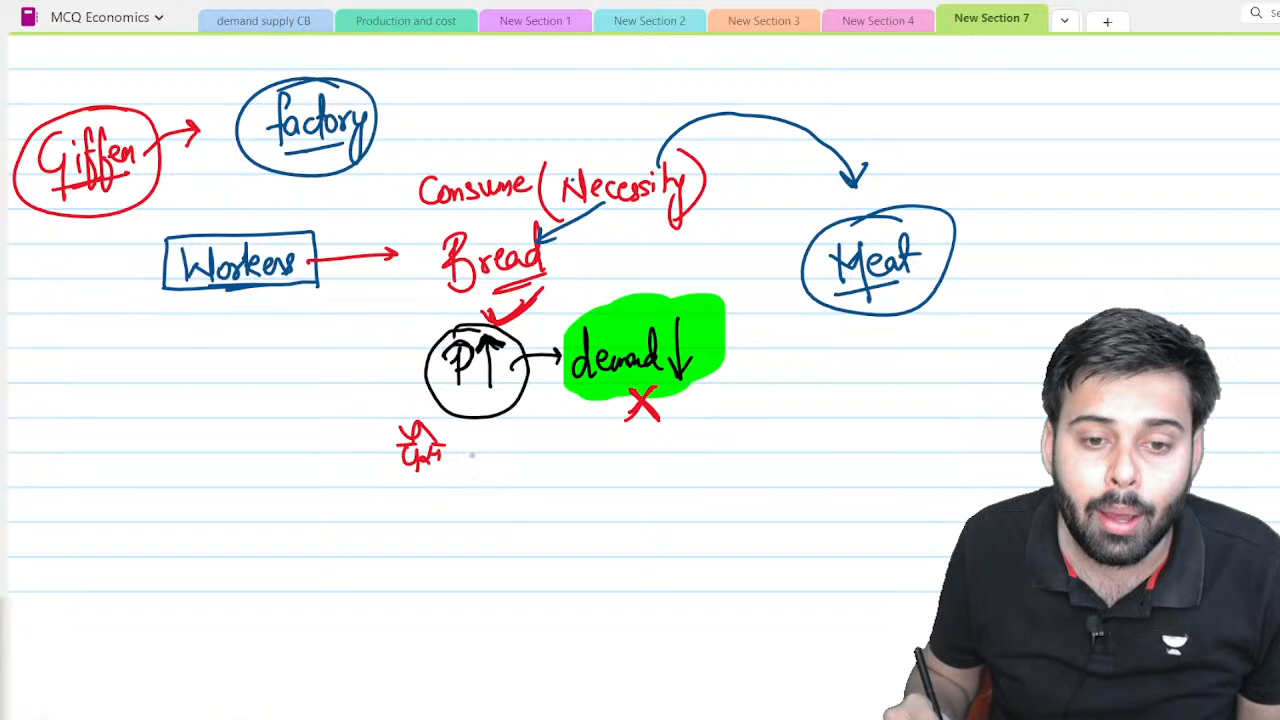 MCQ Economics
demand supply CB
Production and cost
New Section 1
New Section 2
New Section 3
New Section 4
New Section 7
factory
Giffen
Consume (Necessity)
Workers
Bread
Meat
P↑ → demand ↓
X